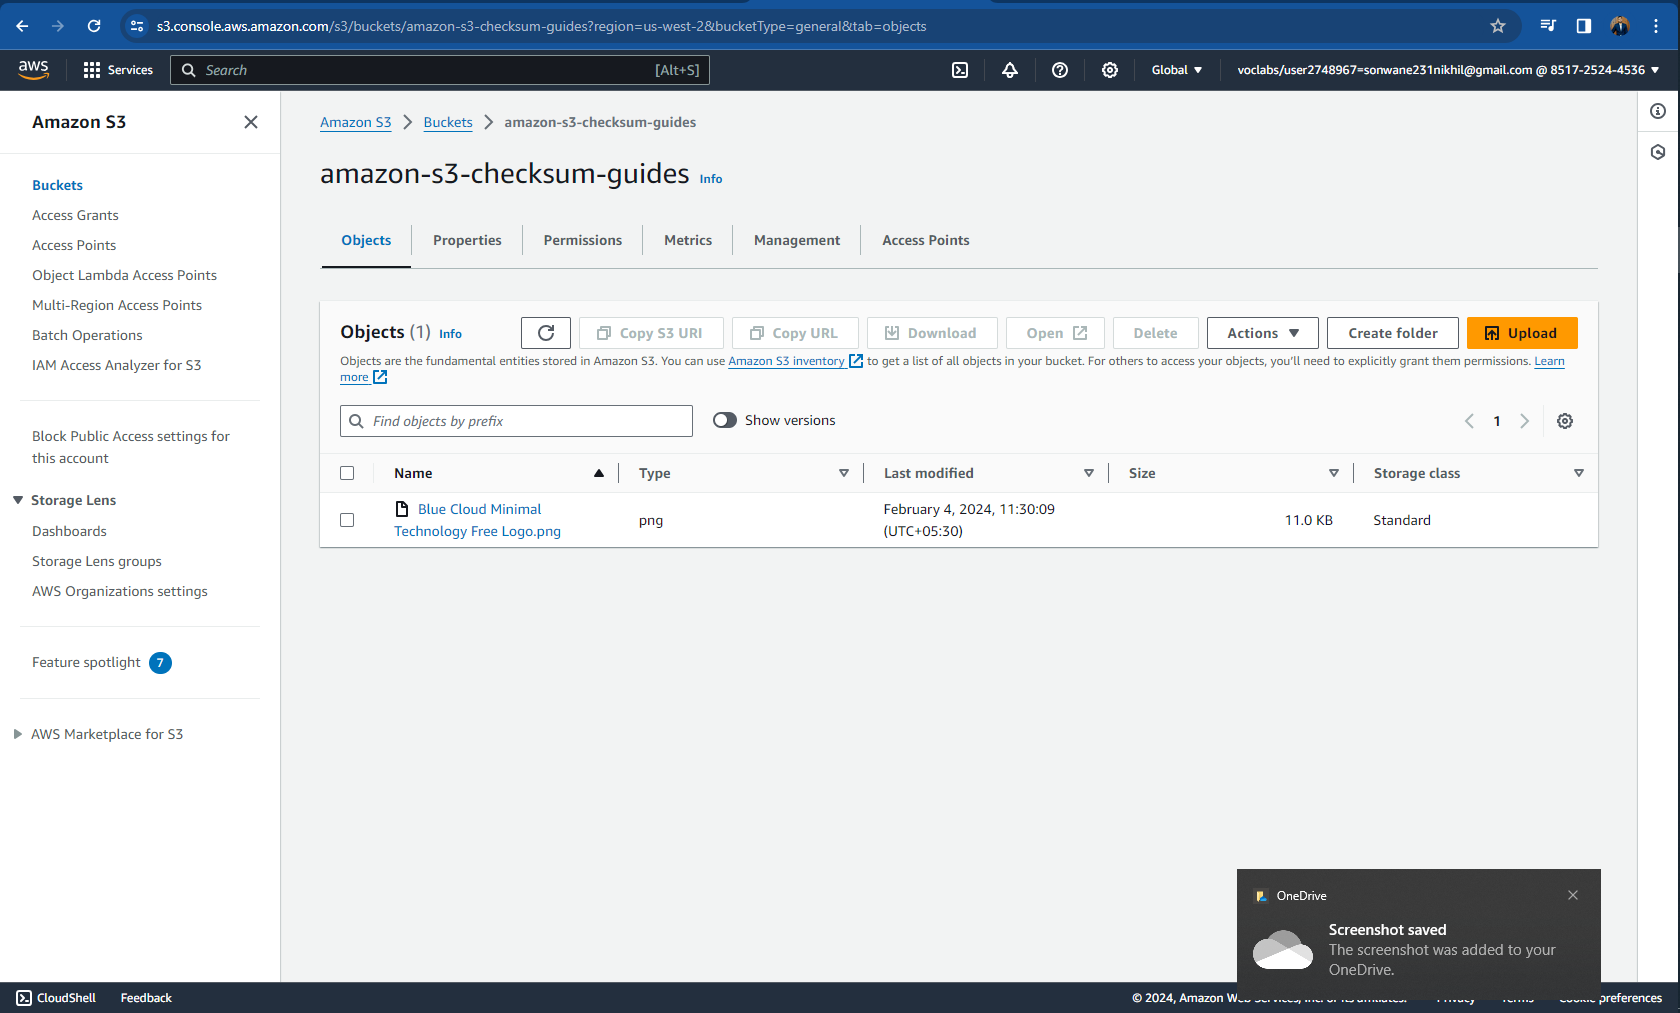 s3.console.aws.amazon.com/s3/buckets/amazon-s3-checksum-guides?region=us-west-2&bucketType=general&tab=objects
aws
Services
Search
[Alt+S]
Global
voclabs/user2748967=sonwane231nikhil@gmail.com @ 8517-2524-4536
Amazon S3
Buckets
Access Grants
Access Points
Object Lambda Access Points
Multi-Region Access Points
Batch Operations
IAM Access Analyzer for S3
Block Public Access settings for
this account
Storage Lens
Dashboards
Storage Lens groups
AWS Organizations settings
Feature spotlight 7
AWS Marketplace for S3
Amazon S3 > Buckets > amazon-s3-checksum-guides
amazon-s3-checksum-guides Info
Objects Properties Permissions Metrics Management Access Points
Objects (1) Info
Copy S3 URI Copy URL Download Open Delete Actions Create folder Upload
Objects are the fundamental entities stored in Amazon S3. You can use Amazon S3 inventory to get a list of all objects in your bucket. For others to access your objects, you'll need to explicitly grant them permissions. Learn
more
Find objects by prefix
Show versions
1
Name Type Last modified Size Storage class
Blue Cloud Minimal
Technology Free Logo.png
png
February 4, 2024, 11:30:09
(UTC+05:30)
11.0 KB
Standard
OneDrive
Screenshot saved
The screenshot was added to your
OneDrive.
CloudShell Feedback
© 2024, Amazon Web Services, Inc. or its affiliates. Privacy Terms Cookie preferences